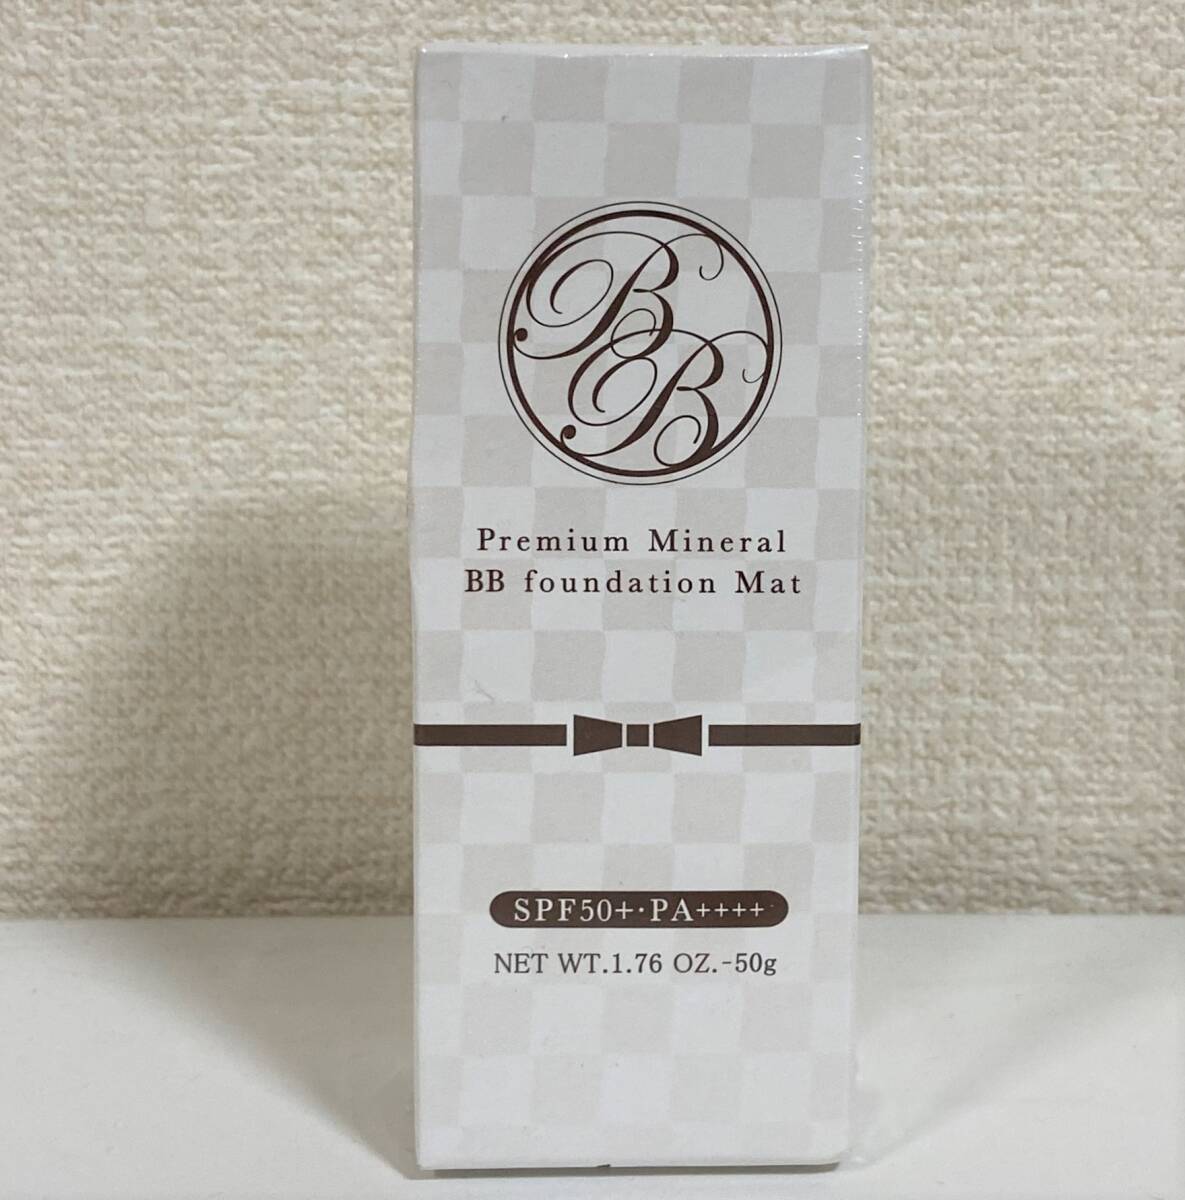 BB
Premium Mineral
BB foundation Mat
SPF50+·PA++++
NET WT.1.76 OZ.-50g